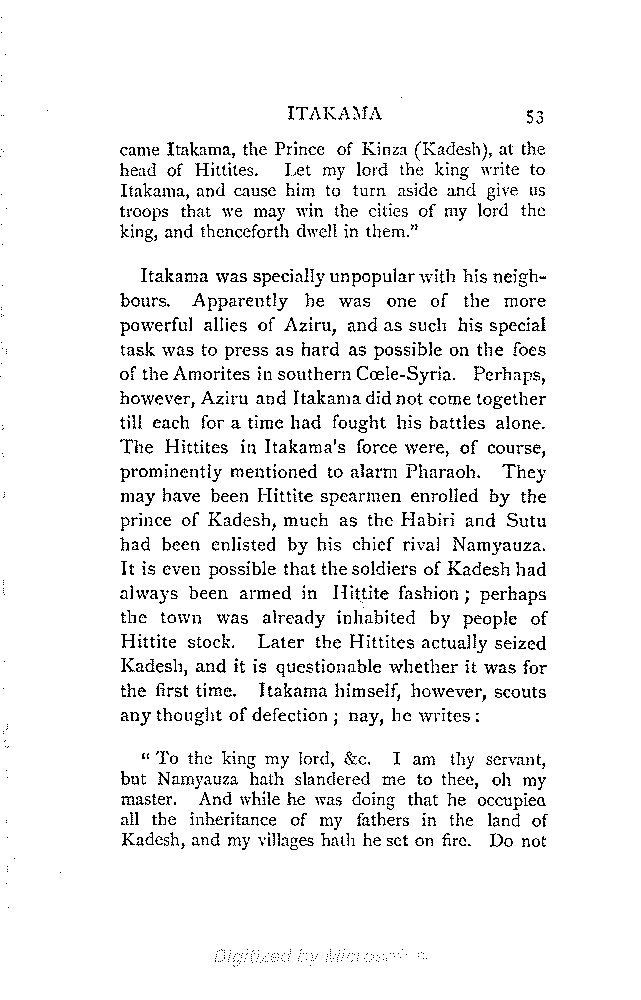 ITAKAMA 53
came Itakama, the Prince of Kinza (Kadesh), at the
head of Hittites. Let my lord the king write to
Itakama, and cause him to turn aside and give us
troops that we may win the cities of my lord the
king, and thenceforth dwell in them."
Itakama was specially unpopular with his neigh-
bours. Apparently he was one of the more
powerful allies of Aziru, and as such his special
task was to press as hard as possible on the foes
of the Amorites in southern Cœle-Syria. Perhaps,
however, Aziru and Itakama did not come together
till each for a time had fought his battles alone.
The Hittites in Itakama's force were, of course,
prominently mentioned to alarm Pharaoh. They
may have been Hittite spearmen enrolled by the
prince of Kadesh, much as the Habiri and Sutu
had been enlisted by his chief rival Namyauza.
It is even possible that the soldiers of Kadesh had
always been armed in Hittite fashion; perhaps
the town was already inhabited by people of
Hittite stock. Later the Hittites actually seized
Kadesh, and it is questionable whether it was for
the first time. Itakama himself, however, scouts
any thought of defection; nay, he writes:
"To the king my lord, &c. I am thy servant,
but Namyauza hath slandered me to thee, oh my
master. And while he was doing that he occupied
all the inheritance of my fathers in the land of
Kadesh, and my villages hath he set on fire. Do not
Digitized by